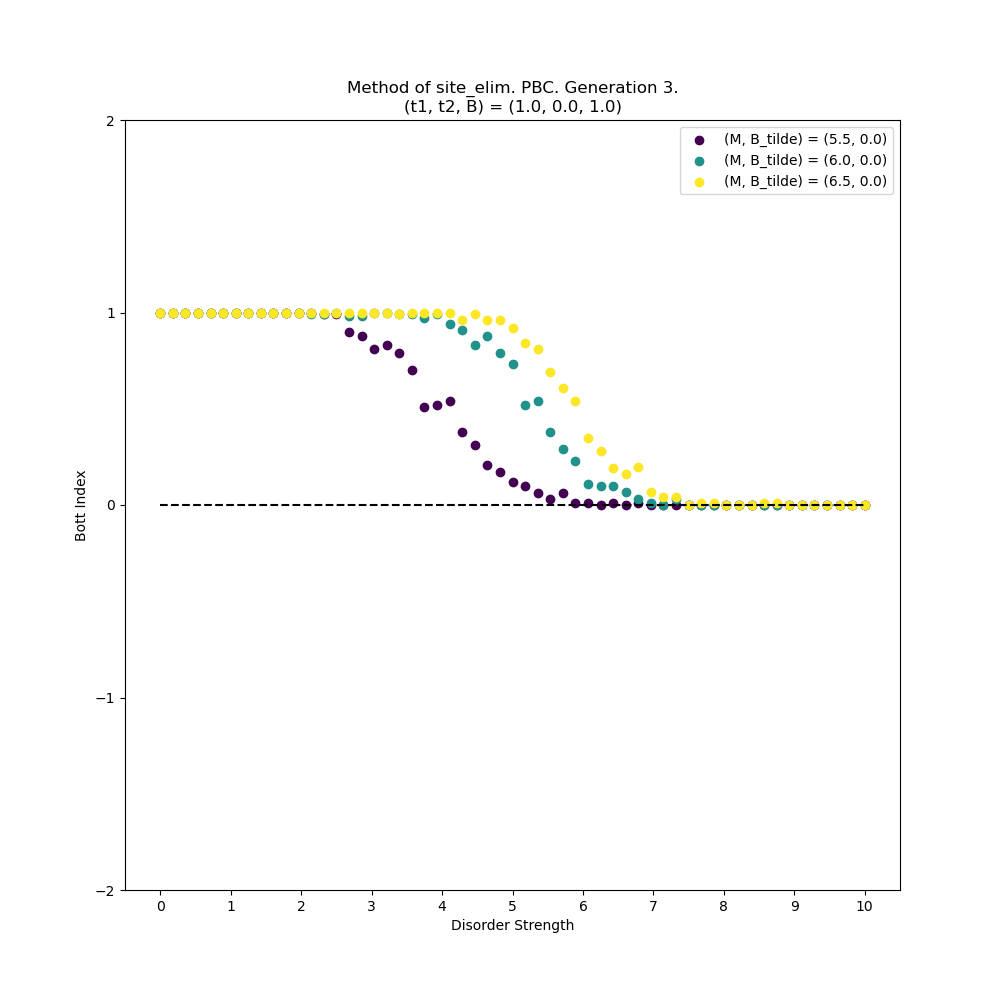 Method of site_elim. PBC. Generation 3.
(t1, t2, B) = (1.0, 0.0, 1.0)
(M, B_tilde) = (5.5, 0.0)
(M, B_tilde) = (6.0, 0.0)
(M, B_tilde) = (6.5, 0.0)
2
1
0
−1
−2
Bott Index
0 1 2 3 4 5 6 7 8 9 10
Disorder Strength